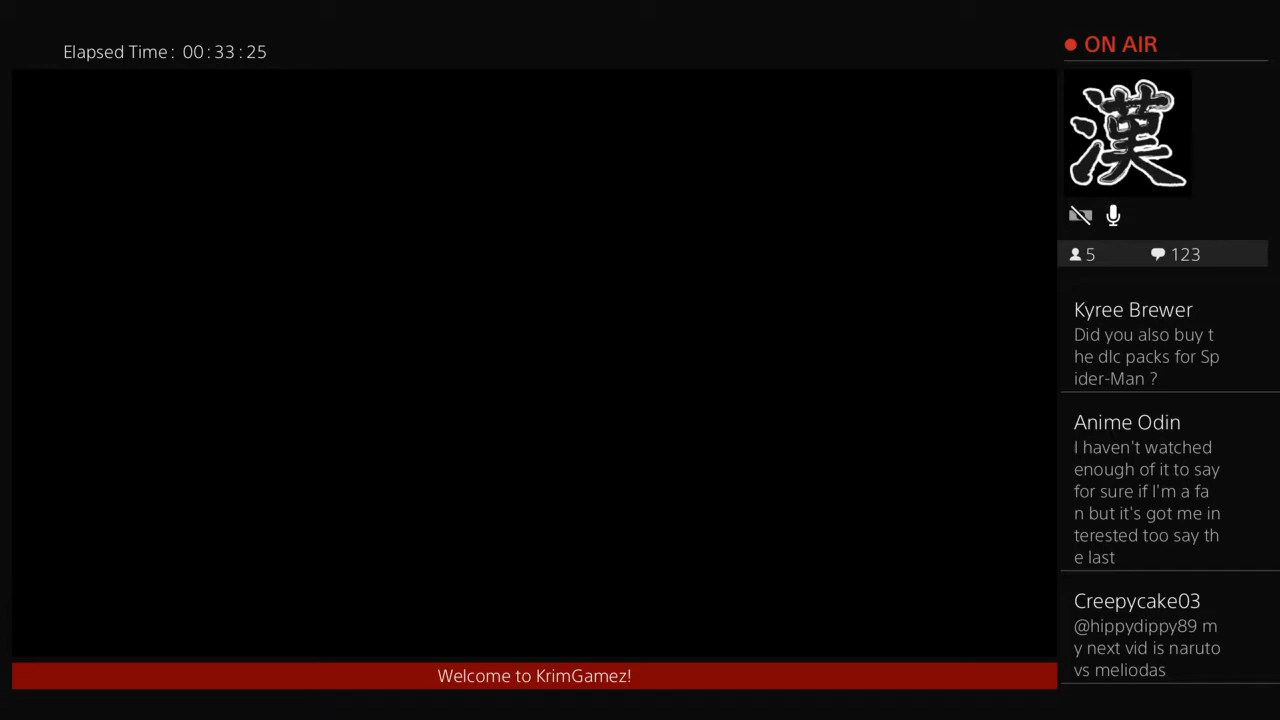 Elapsed Time: 00:33:25
ON AIR
漢
5 123
Kyree Brewer
Did you also buy t
he dlc packs for Sp
ider-Man ?
Anime Odin
I haven't watched
enough of it to say
for sure if I'm a fa
n but it's got me in
terested too say th
e last
Creepycake03
@hippydippy89 m
y next vid is naruto
vs meliodas
Welcome to KrimGamez!